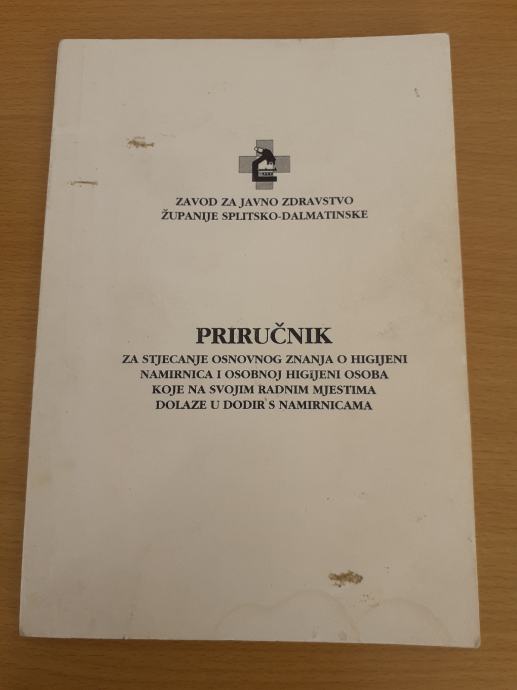 ZAVOD ZA JAVNO ZDRAVSTVO
ŽUPANIJE SPLITSKO-DALMATINSKE
PRIRUČNIK
ZA STJECANJE OSNOVNOG ZNANJA O HIGIJENI
NAMIRNICA I OSOBNOJ HIGIJENI OSOBA
KOJE NA SVOJIM RADNIM MJESTIMA
DOLAZE U DODIR S NAMIRNICAMA